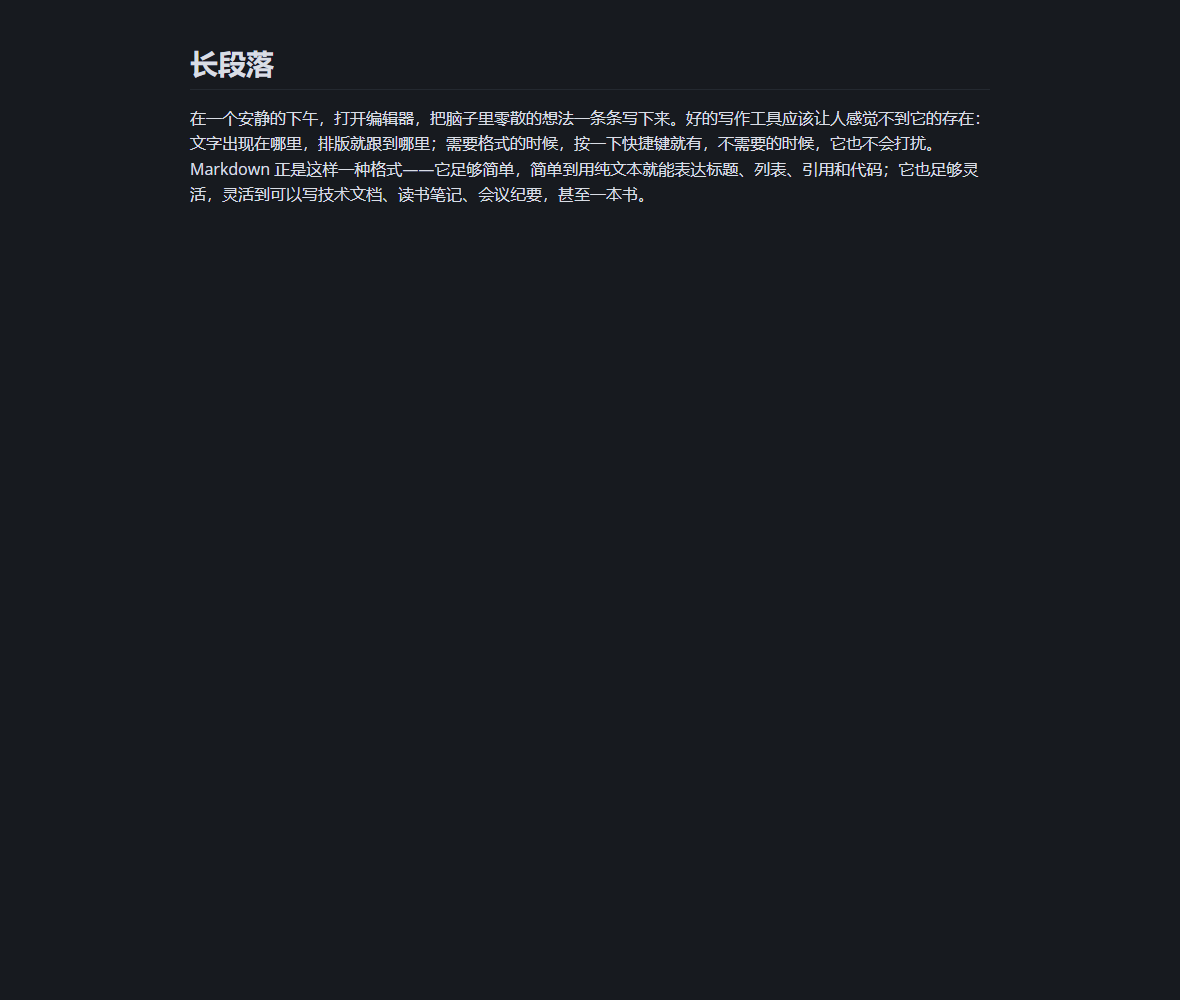 长段落
在一个安静的下午，打开编辑器，把脑子里零散的想法一条条写下来。好的写作工具应该让人感觉不到它的存在：
文字出现在哪里，排版就跟到哪里；需要格式的时候，按一下快捷键就有，不需要的时候，它也不会打扰。
Markdown 正是这样一种格式——它足够简单，简单到用纯文本就能表达标题、列表、引用和代码；它也足够灵
活，灵活到可以写技术文档、读书笔记、会议纪要，甚至一本书。